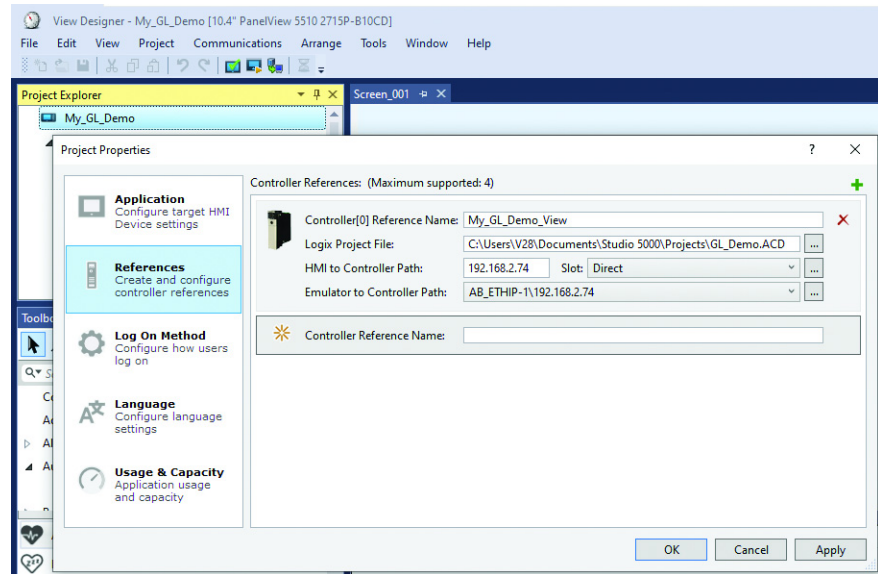 View Designer - My_GL_Demo [10.4" PanelView 5510 2715P-B10CD]
File Edit View Project Communications Arrange Tools Window Help
Project Explorer
Screen_001
My_GL_Demo
Project Properties
?
Application
Configure target HMI
Device settings
References
Create and configure
controller references
Log On Method
Configure how users
log on
Language
Configure language
settings
Usage & Capacity
Application usage
and capacity
Controller References: (Maximum supported: 4)
Controller[0] Reference Name: My_GL_Demo_View
Logix Project File: C:\Users\V28\Documents\Studio 5000\Projects\GL_Demo.ACD ...
HMI to Controller Path: 192.168.2.74 Slot: Direct ...
Emulator to Controller Path: AB_ETHIP-1\192.168.2.74 ...
Controller Reference Name:
OK Cancel Apply